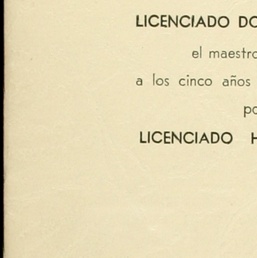 LICENCIADO DO
el maestro
a los cinco años
po
LICENCIADO H